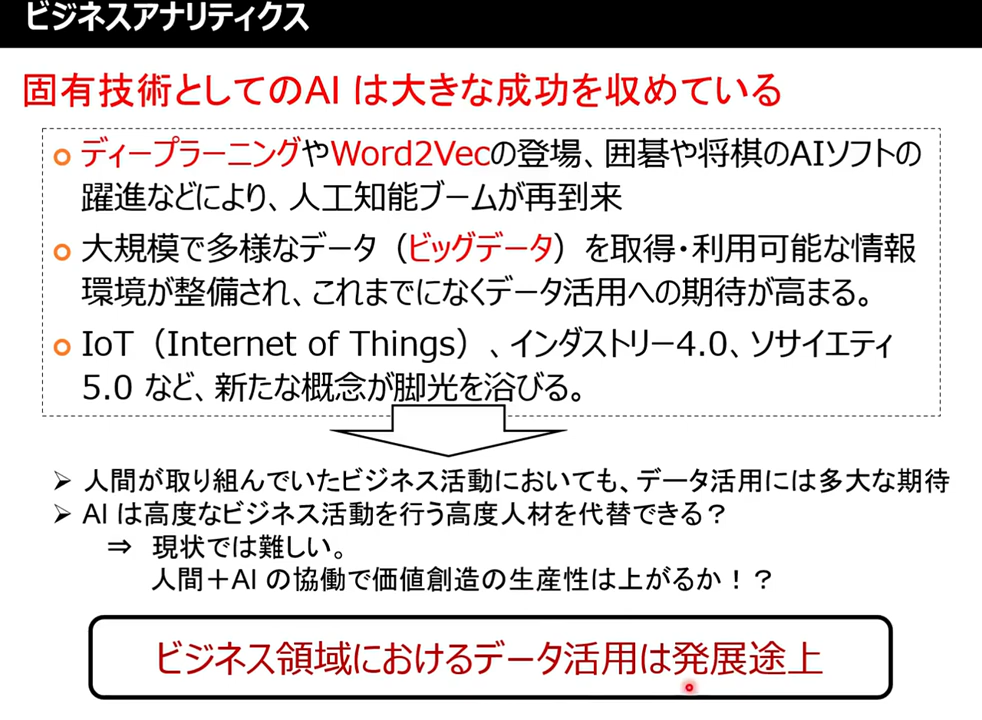 ビジネスアナリティクス
固有技術としてのAI は大きな成功を収めている
ディープラーニングやWord2Vecの登場、囲碁や将棋のAIソフトの
躍進などにより、人工知能ブームが再到来
大規模で多様なデータ（ビッグデータ）を取得・利用可能な情報
環境が整備され、これまでになくデータ活用への期待が高まる。
IoT（Internet of Things）、インダストリー4.0、ソサイエティ
5.0 など、新たな概念が脚光を浴びる。
➢ 人間が取り組んでいたビジネス活動においても、データ活用には多大な期待
➢ AI は高度なビジネス活動を行う高度人材を代替できる？
⇒ 現状では難しい。
人間＋AI の協働で価値創造の生産性は上がるか！？
ビジネス領域におけるデータ活用は発展途上